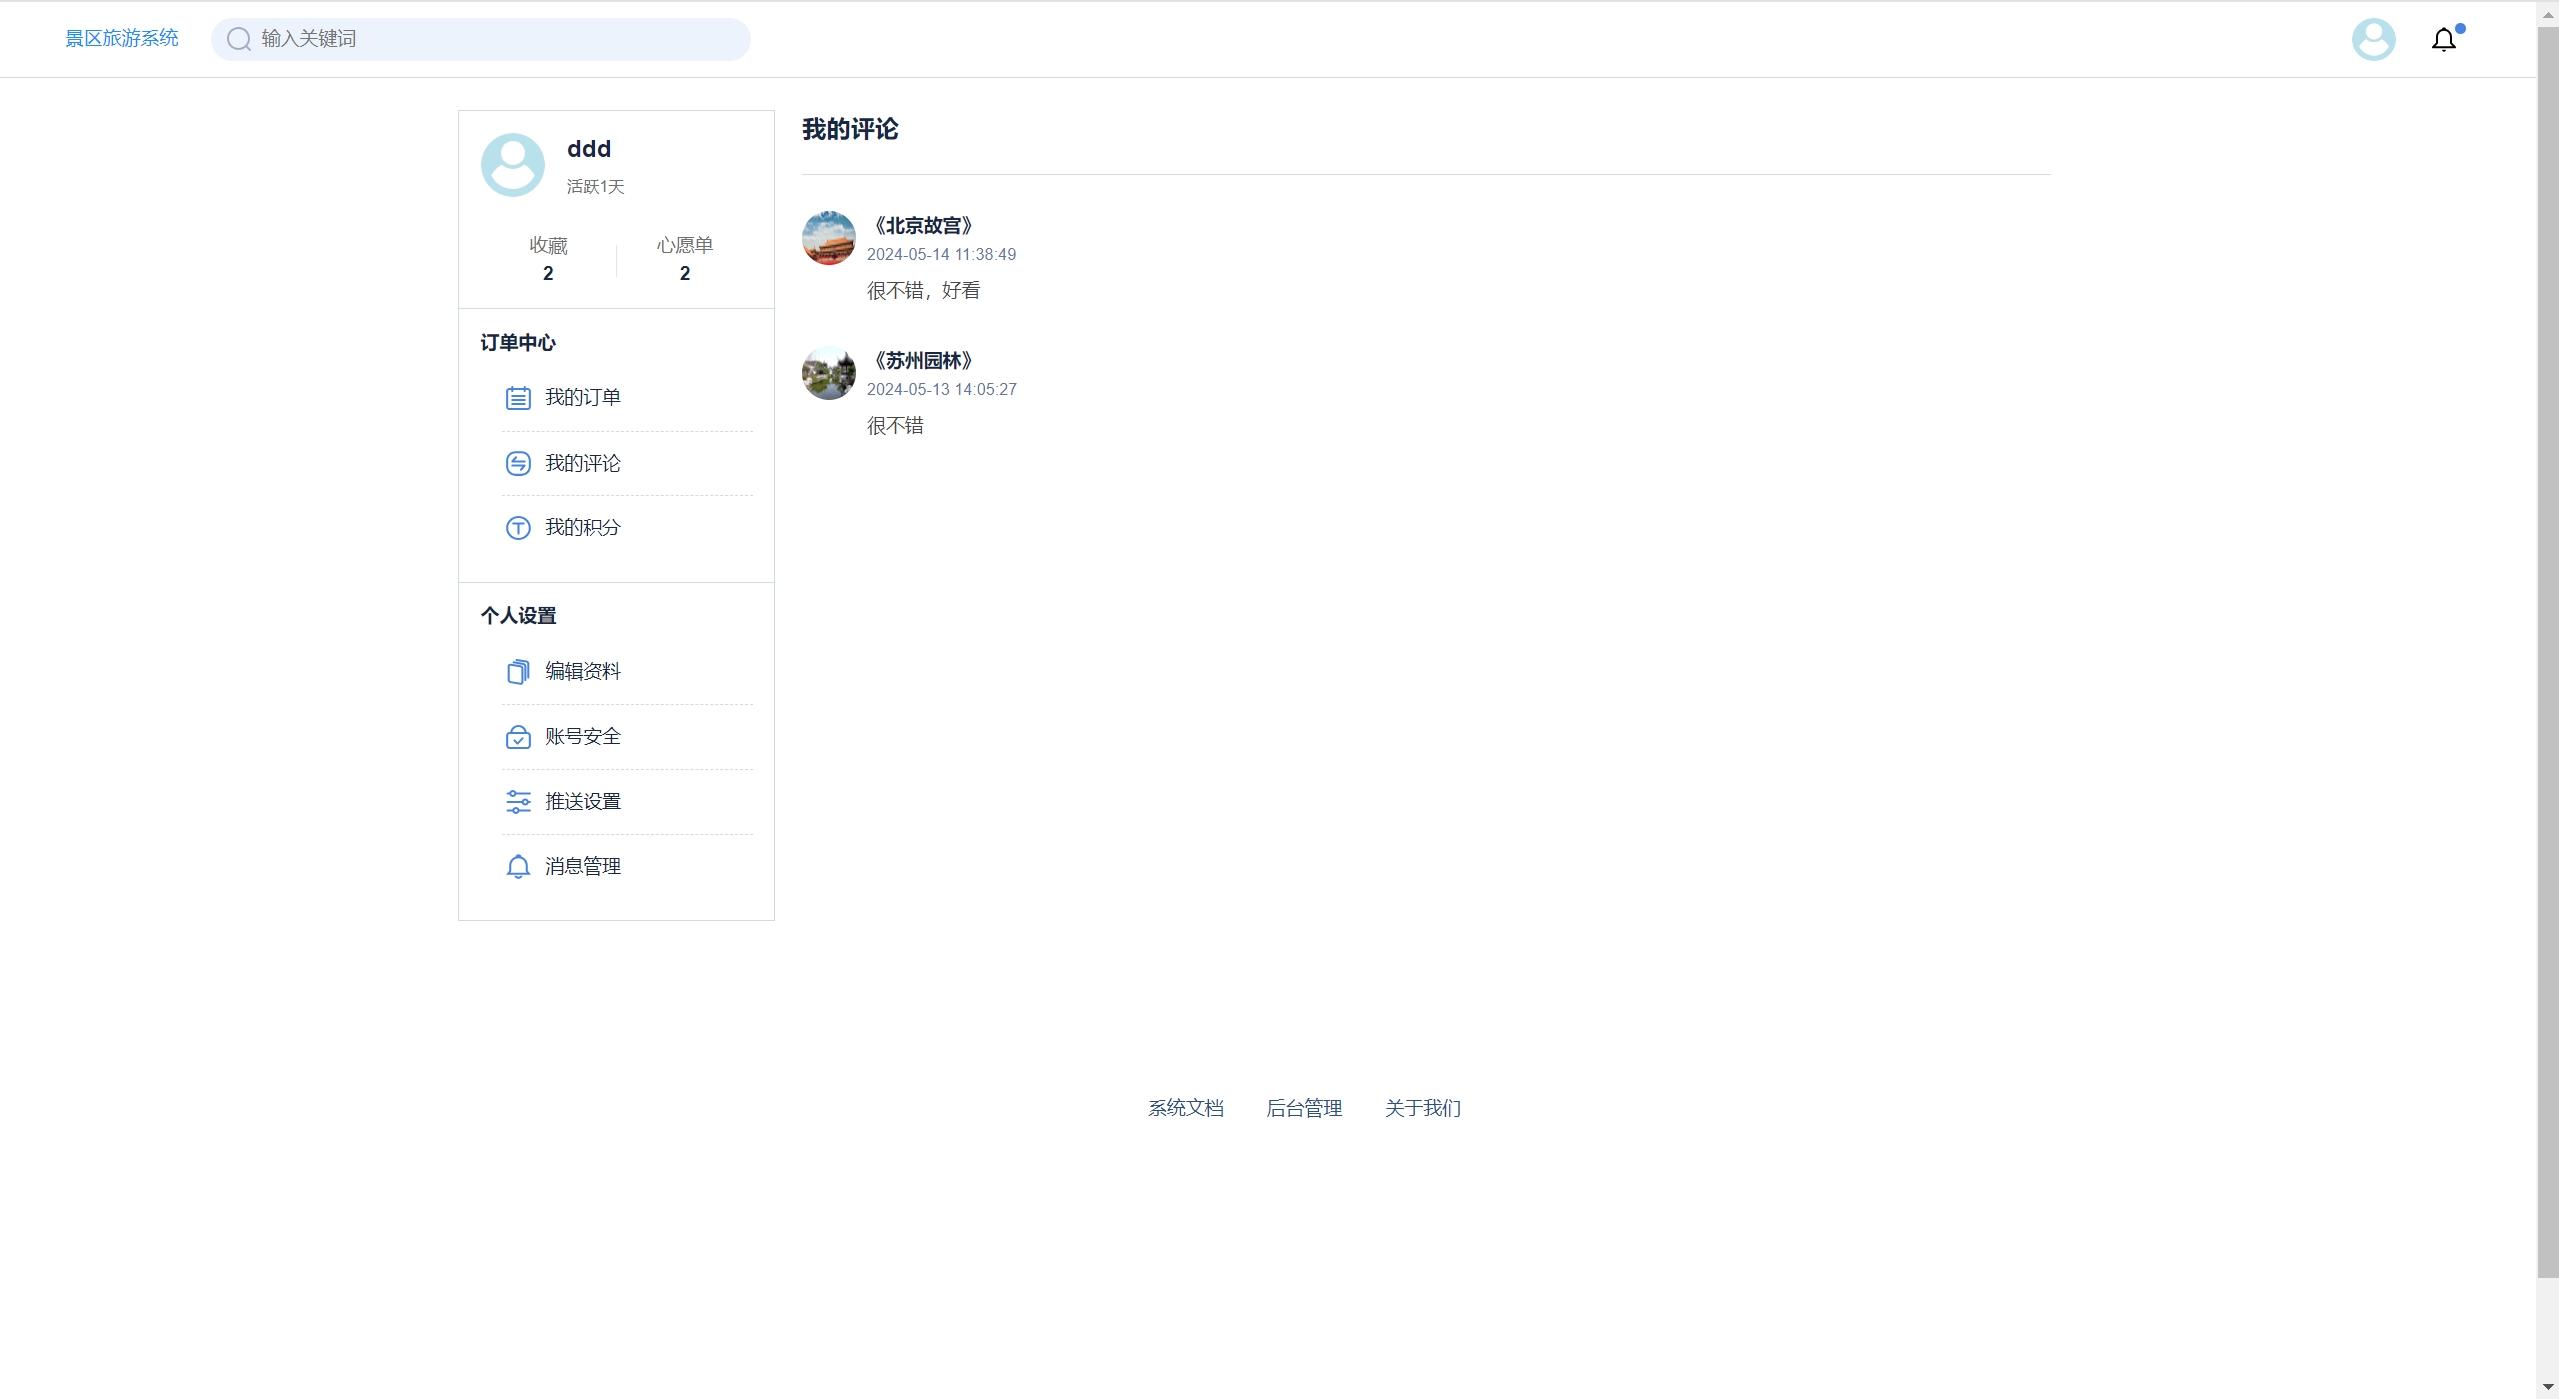 景区旅游系统
输入关键词
ddd
活跃1天
收藏 心愿单
2 2
订单中心
我的订单
我的评论
我的积分
个人设置
编辑资料
账号安全
推送设置
消息管理
我的评论
《北京故宫》
2024-05-14 11:38:49
很不错，好看
《苏州园林》
2024-05-13 14:05:27
很不错
系统文档 后台管理 关于我们